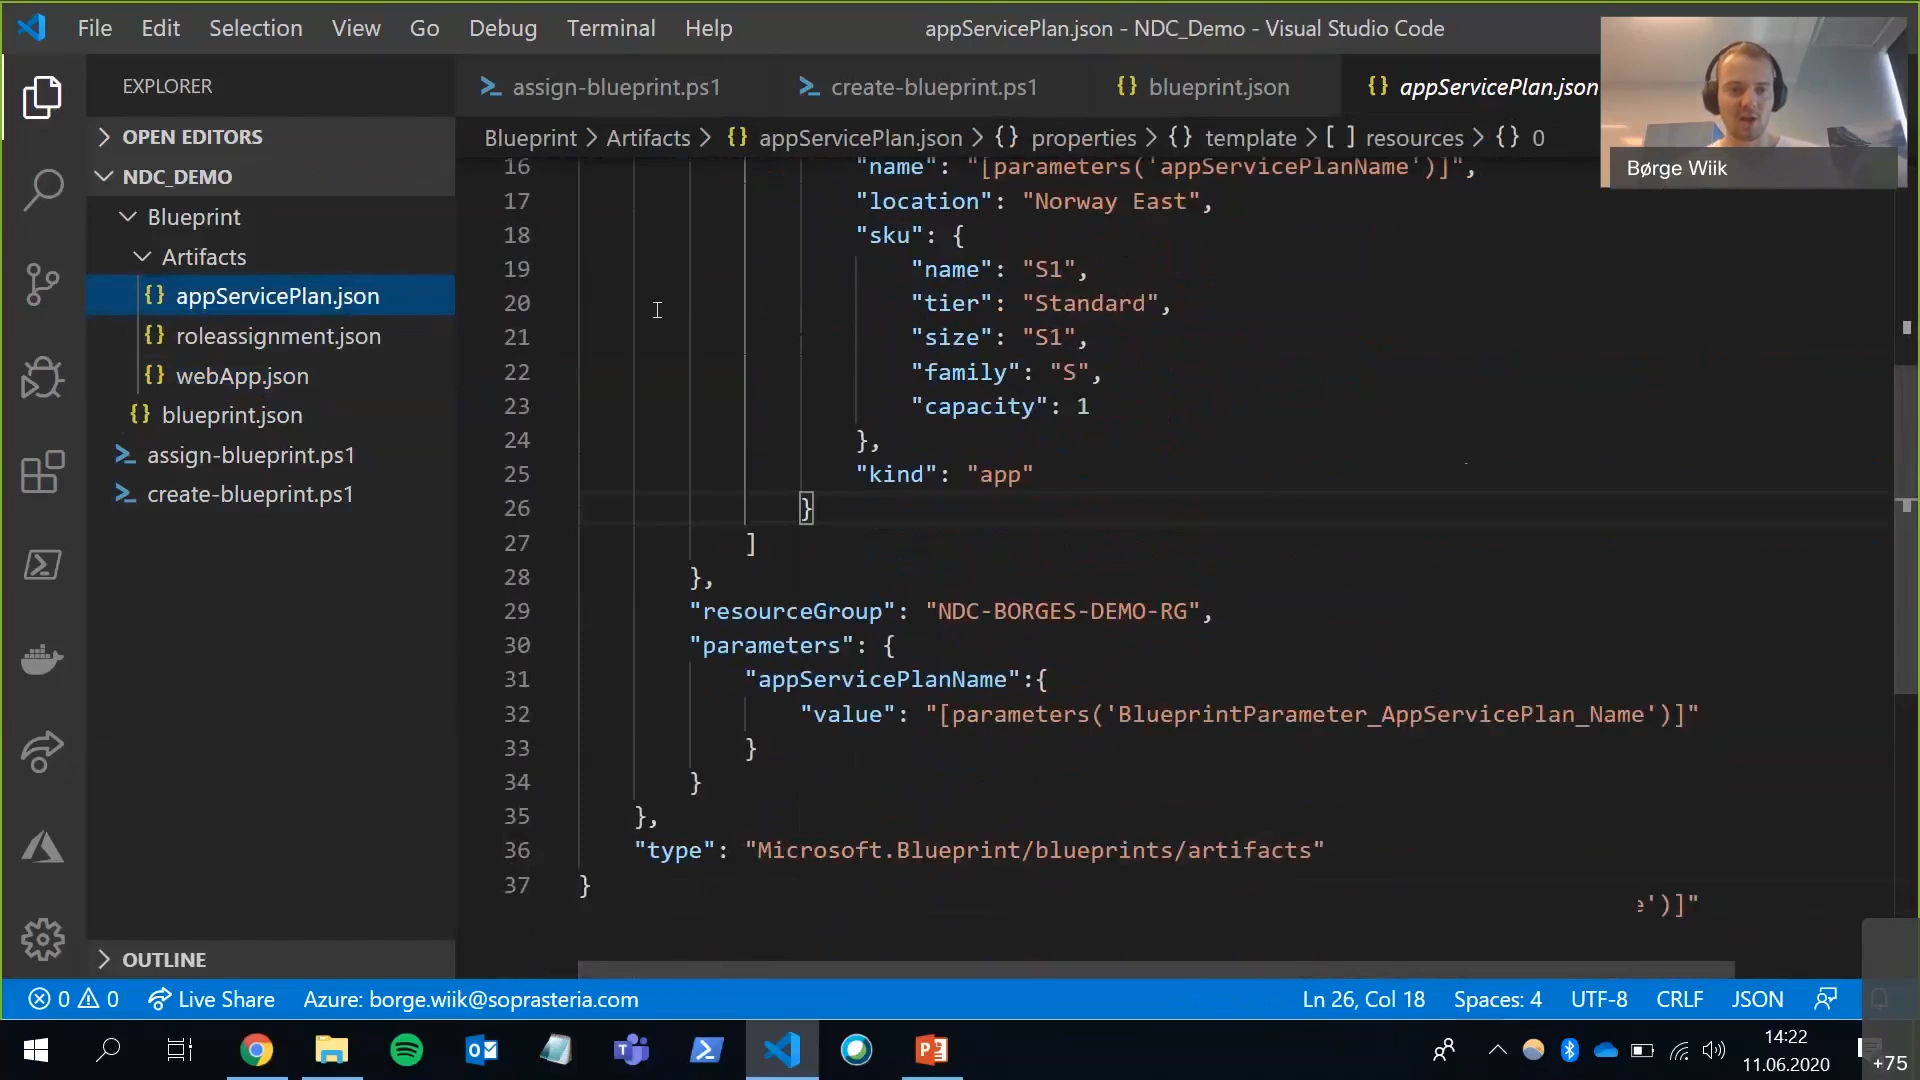 File Edit Selection View Go Debug Terminal Help
appServicePlan.json - NDC_Demo - Visual Studio Code
EXPLORER
OPEN EDITORS
NDC_DEMO
Blueprint
Artifacts
appServicePlan.json
roleassignment.json
webApp.json
blueprint.json
assign-blueprint.ps1
create-blueprint.ps1
OUTLINE
assign-blueprint.ps1 create-blueprint.ps1 {} blueprint.json {} appServicePlan.json
Blueprint > Artifacts > {} appServicePlan.json > {} properties > {} template > [ ] resources > {} 0
Børge Wiik
16 "name": "[parameters('appServicePlanName')]",
17 "location": "Norway East",
18 "sku": {
19 "name": "S1",
20 "tier": "Standard",
21 "size": "S1",
22 "family": "S",
23 "capacity": 1
24 },
25 "kind": "app"
26 }
27 ]
28 },
29 "resourceGroup": "NDC-BORGES-DEMO-RG",
30 "parameters": {
31 "appServicePlanName":{
32 "value": "[parameters('BlueprintParameter_AppServicePlan_Name')]"
33 }
34 }
35 },
36 "type": "Microsoft.Blueprint/blueprints/artifacts"
37 }
e')]"
0 0 Live Share Azure: borge.wiik@soprasteria.com Ln 26, Col 18 Spaces: 4 UTF-8 CRLF JSON
14:22
11.06.2020
+75